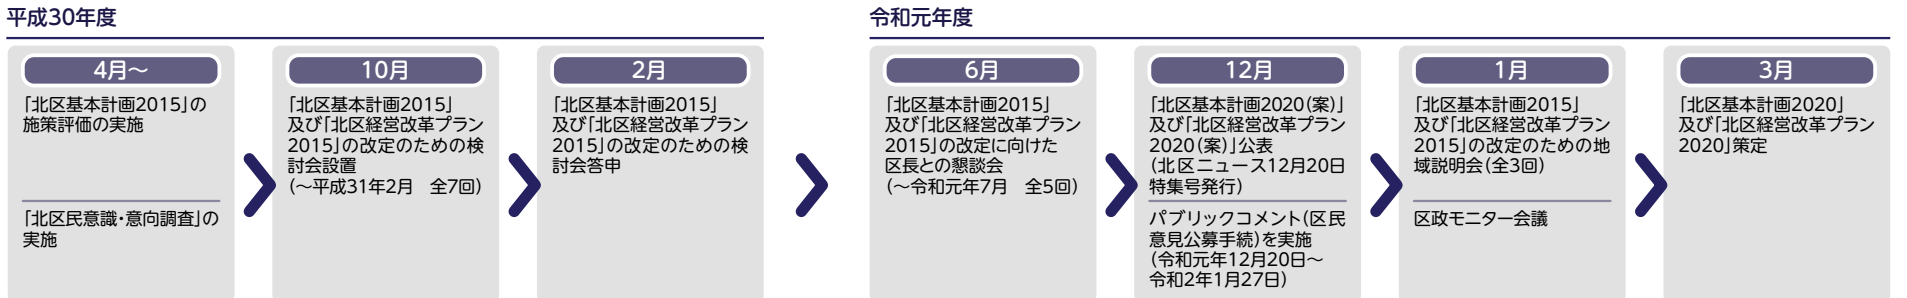 平成30年度
4月～
「北区基本計画2015」の
施策評価の実施
「北区民意識・意向調査」の
実施
10月
「北区基本計画2015」
及び「北区経営改革プラン
2015」の改定のための検
討会設置
（～平成31年2月　全7回）
2月
「北区基本計画2015」
及び「北区経営改革プラン
2015」の改定のための検
討会答申
令和元年度
6月
「北区基本計画2015」
及び「北区経営改革プラン
2015」の改定に向けた
区長との懇談会
（～令和元年7月　全5回）
12月
「北区基本計画2020（案）」
及び「北区経営改革プラン
2020（案）」公表
（北区ニュース12月20日
特集号発行）
パブリックコメント（区民
意見公募手続）を実施
（令和元年12月20日～
令和2年1月27日）
1月
「北区基本計画2015」
及び「北区経営改革プラン
2015」の改定のための地
域説明会（全3回）
区政モニター会議
3月
「北区基本計画2020」
及び「北区経営改革プラン
2020」策定